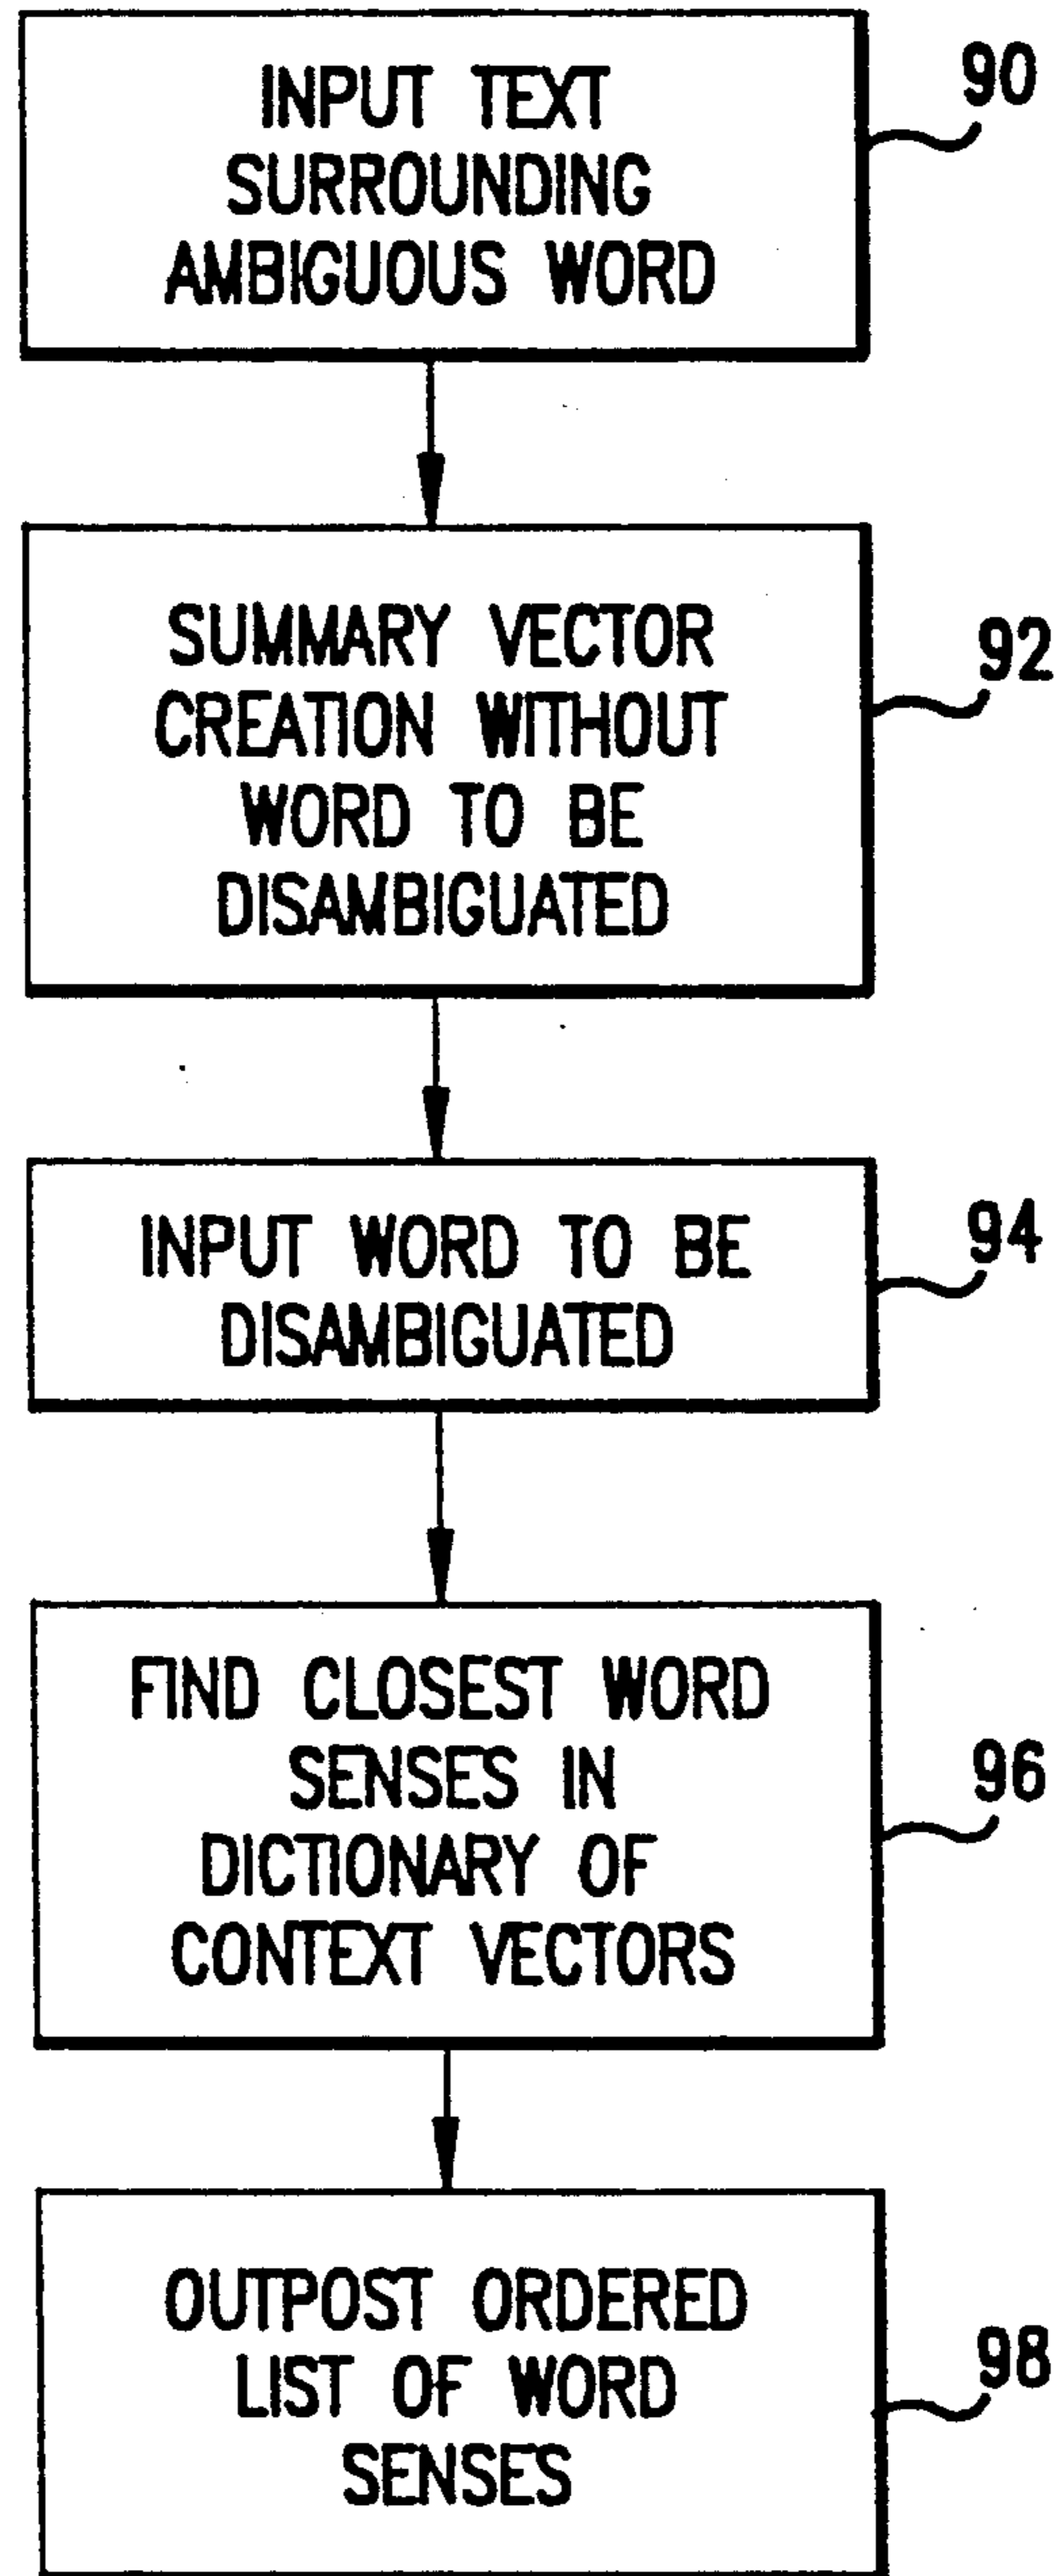 INPUT TEXT
SURROUNDING
AMBIGUOUS WORD
90
SUMMARY VECTOR
CREATION WITHOUT
WORD TO BE
DISAMBIGUATED
92
INPUT WORD TO BE
DISAMBIGUATED
94
FIND CLOSEST WORD
SENSES IN
DICTIONARY OF
CONTEXT VECTORS
96
OUTPOST ORDERED
LIST OF WORD
SENSES
98